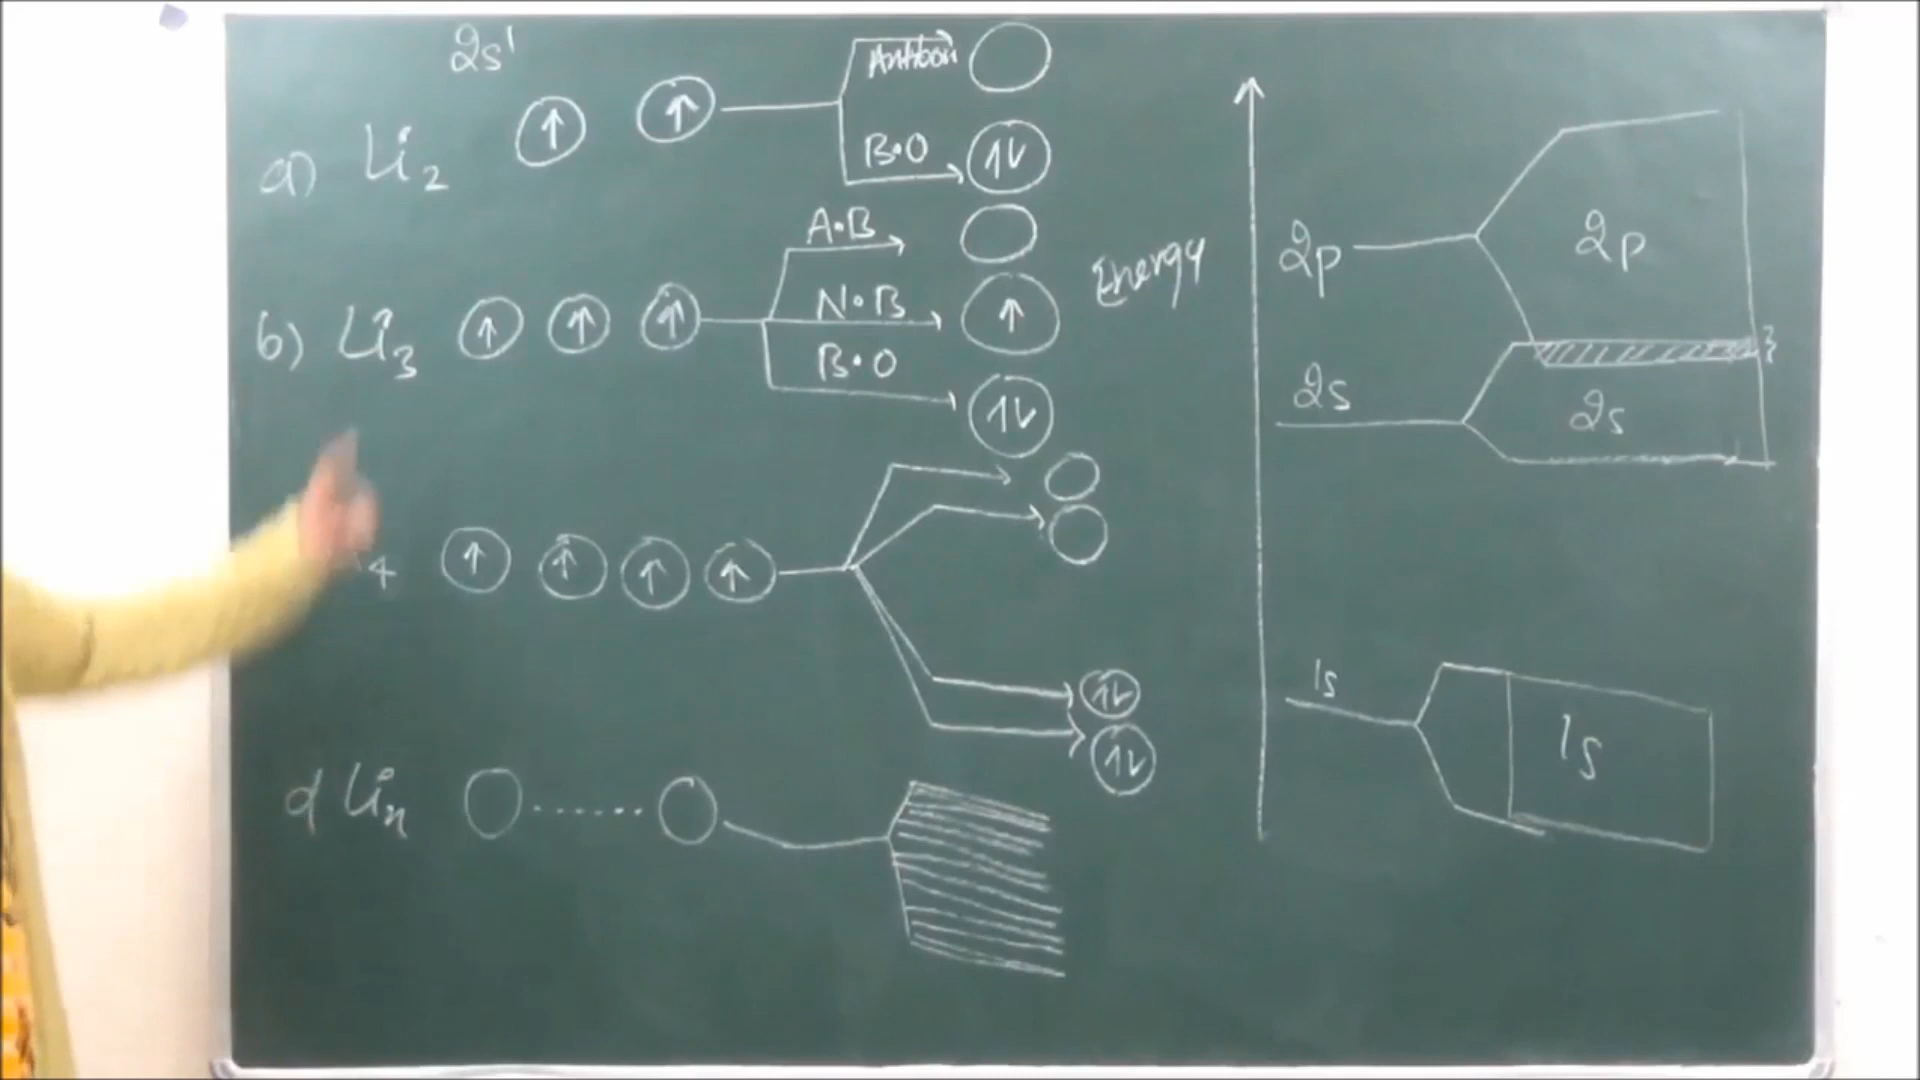 2s¹
a) Li₂ ↑ ↑ Antibon
B·O ↑↓
b) Li₃ ↑ ↑ ↑ A·B
N·B ↑
B·O ↑↓
4 ↑ ↑ ↑ ↑
↑↓
↑↓
d Liₙ ......
Energy
2p 2p
2s 2s
1s 1s